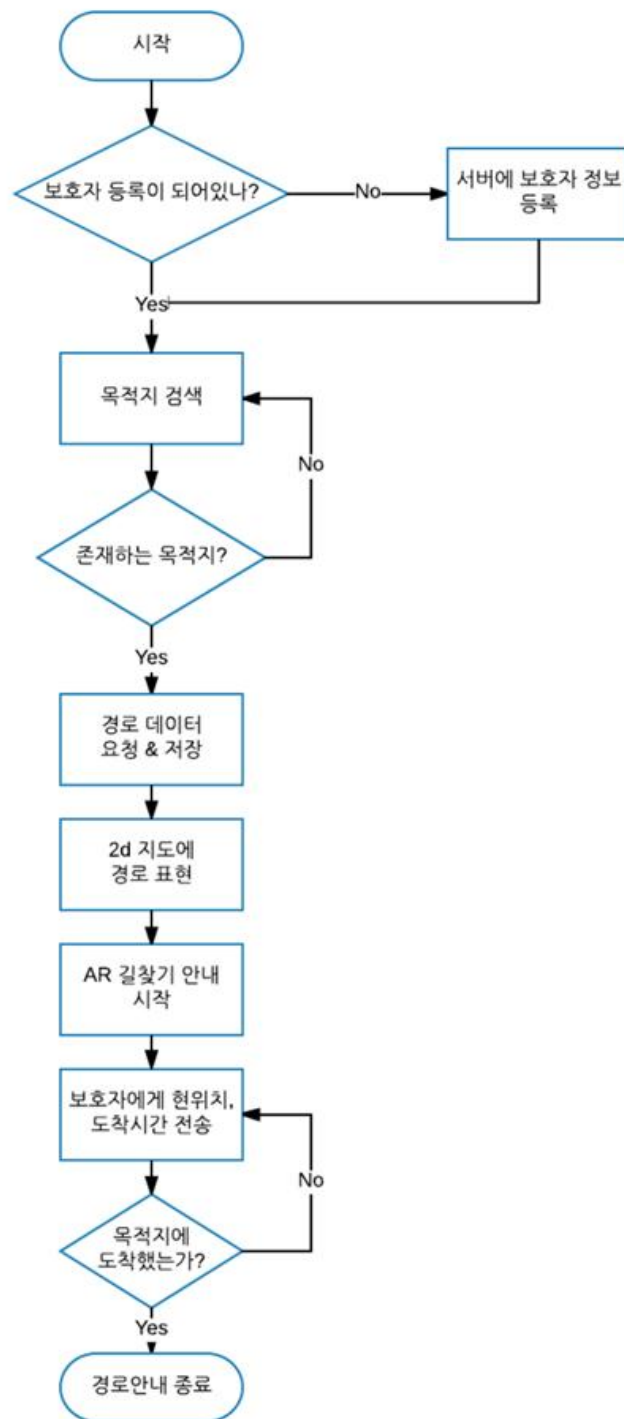 시작
보호자 등록이 되어있나?
No
서버에 보호자 정보
등록
Yes
목적지 검색
No
존재하는 목적지?
Yes
경로 데이터
요청 & 저장
2d 지도에
경로 표현
AR 길찾기 안내
시작
보호자에게 현위치,
도착시간 전송
No
목적지에
도착했는가?
Yes
경로안내 종료